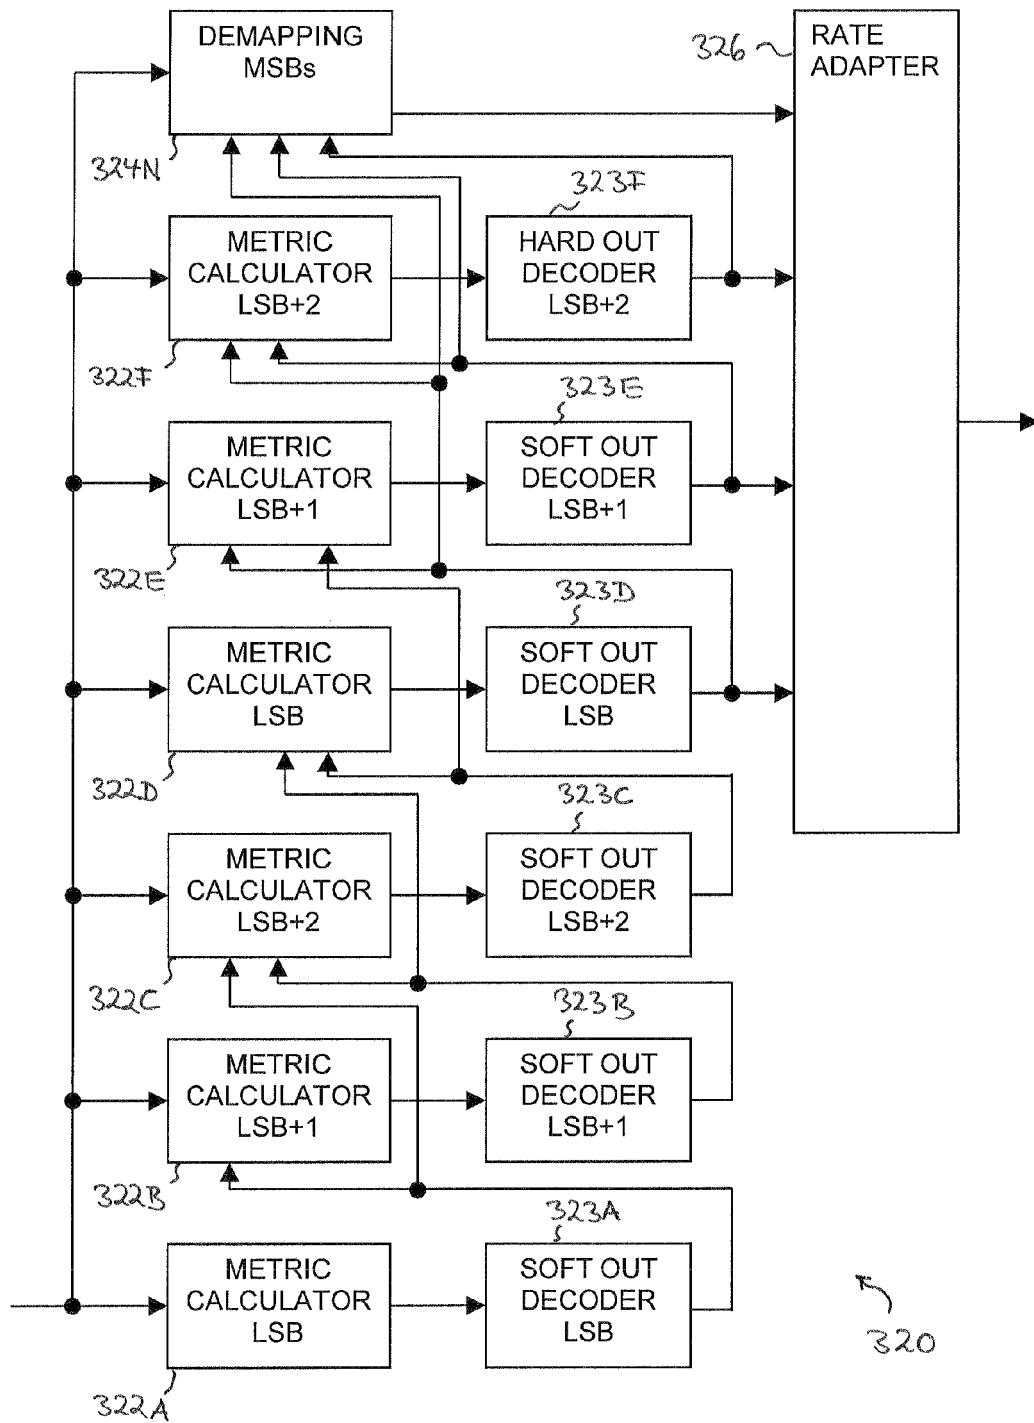 DEMAPPING
MSBs
324N
326
RATE
ADAPTER
323F
METRIC
CALCULATOR
LSB+2
322F
HARD OUT
DECODER
LSB+2
323E
METRIC
CALCULATOR
LSB+1
322E
SOFT OUT
DECODER
LSB+1
323D
METRIC
CALCULATOR
LSB
322D
SOFT OUT
DECODER
LSB
323C
METRIC
CALCULATOR
LSB+2
322C
SOFT OUT
DECODER
LSB+2
323B
METRIC
CALCULATOR
LSB+1
322B
SOFT OUT
DECODER
LSB+1
323A
METRIC
CALCULATOR
LSB
322A
SOFT OUT
DECODER
LSB
320